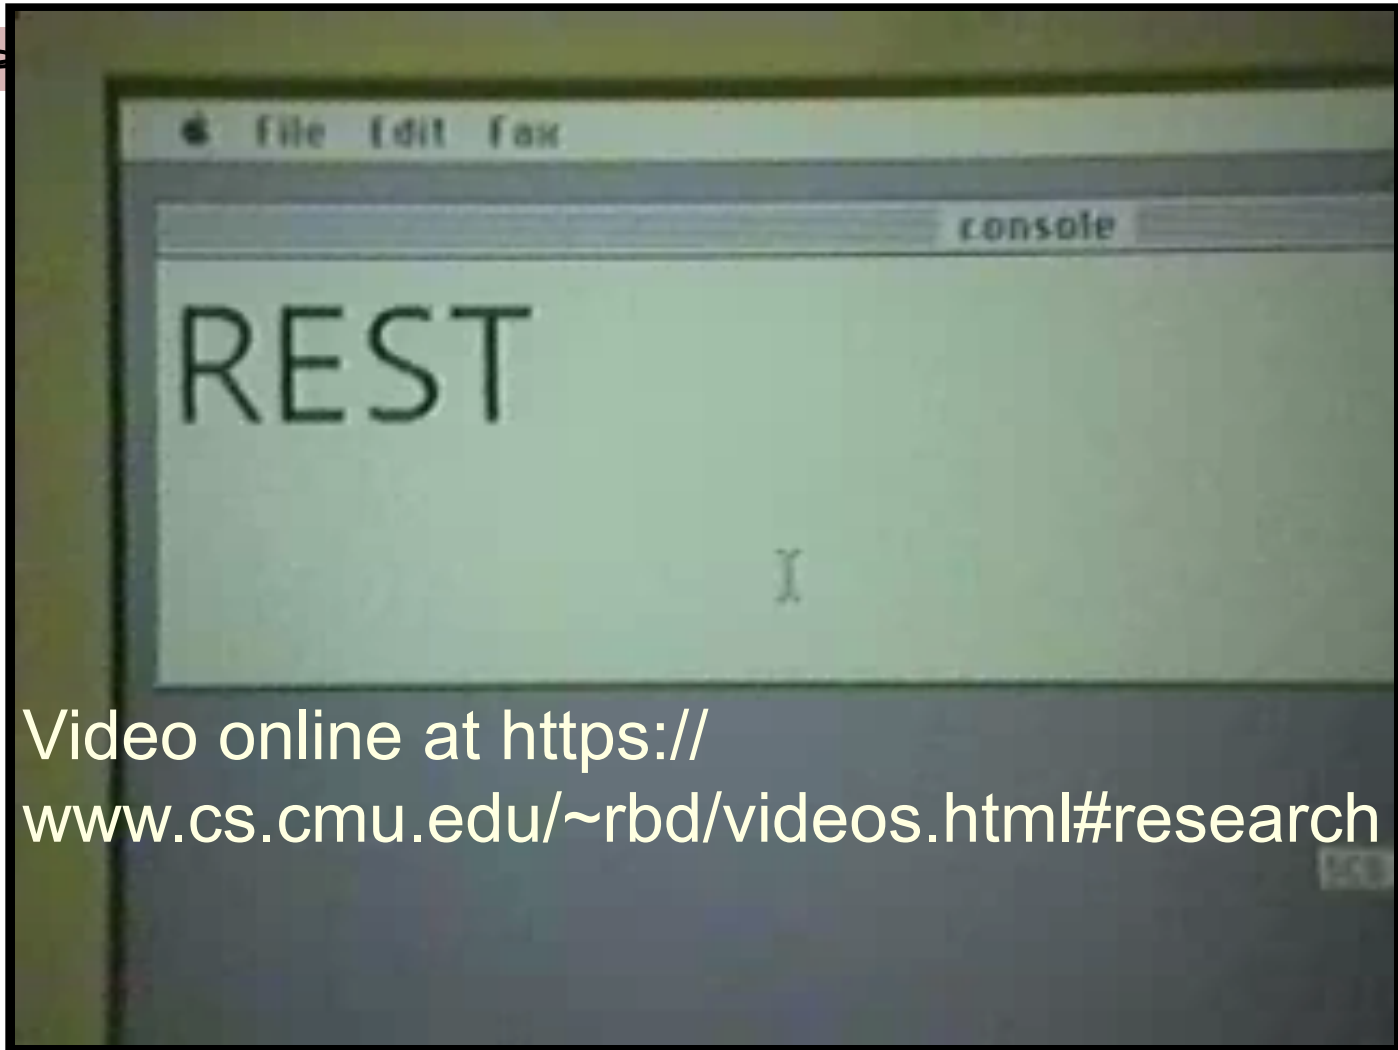 File Edit Fax
console
REST
Video online at https://
www.cs.cmu.edu/~rbd/videos.html#research